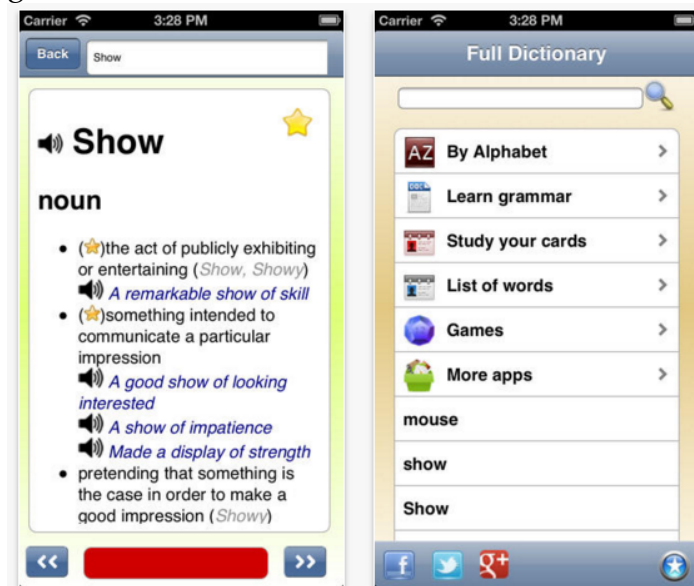 Carrier 3:28 PM
Back Show
Show
noun
• (★)the act of publicly exhibiting
or entertaining (Show, Showy)
A remarkable show of skill
• (★)something intended to
communicate a particular
impression
A good show of looking
interested
A show of impatience
Made a display of strength
• pretending that something is
the case in order to make a
good impression (Showy)
<< >>
Carrier 3:28 PM
Full Dictionary
AZ By Alphabet
Learn grammar
Study your cards
List of words
Games
More apps
mouse
show
Show
f g+